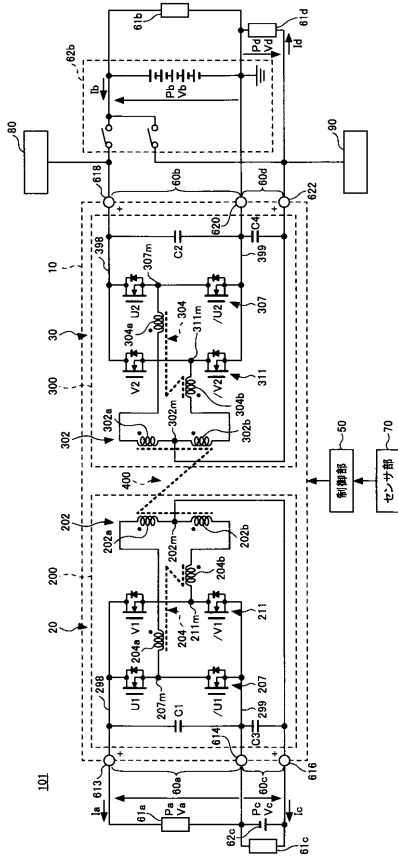 101
20
200
202
400
302
300
30
10
80
62b
61b
613
298
618
398
Ia
Ib
61a
Pa
Va
60a
C1
U1
V1
207m
204a
204
211m
204b
202a
202m
202b
/U1
/V1
207
211
299
614
C3
60c
616
62c
Pc
Vc
61c
Ic
302a
302m
302b
304a
304
304b
307m
311m
V2
U2
/V2
/U2
307
311
C2
C4
399
60b
620
60d
622
Pb
Vb
Pd
Vd
61d
Id
90
50
制御部
70
センサ部
+
+
+
+